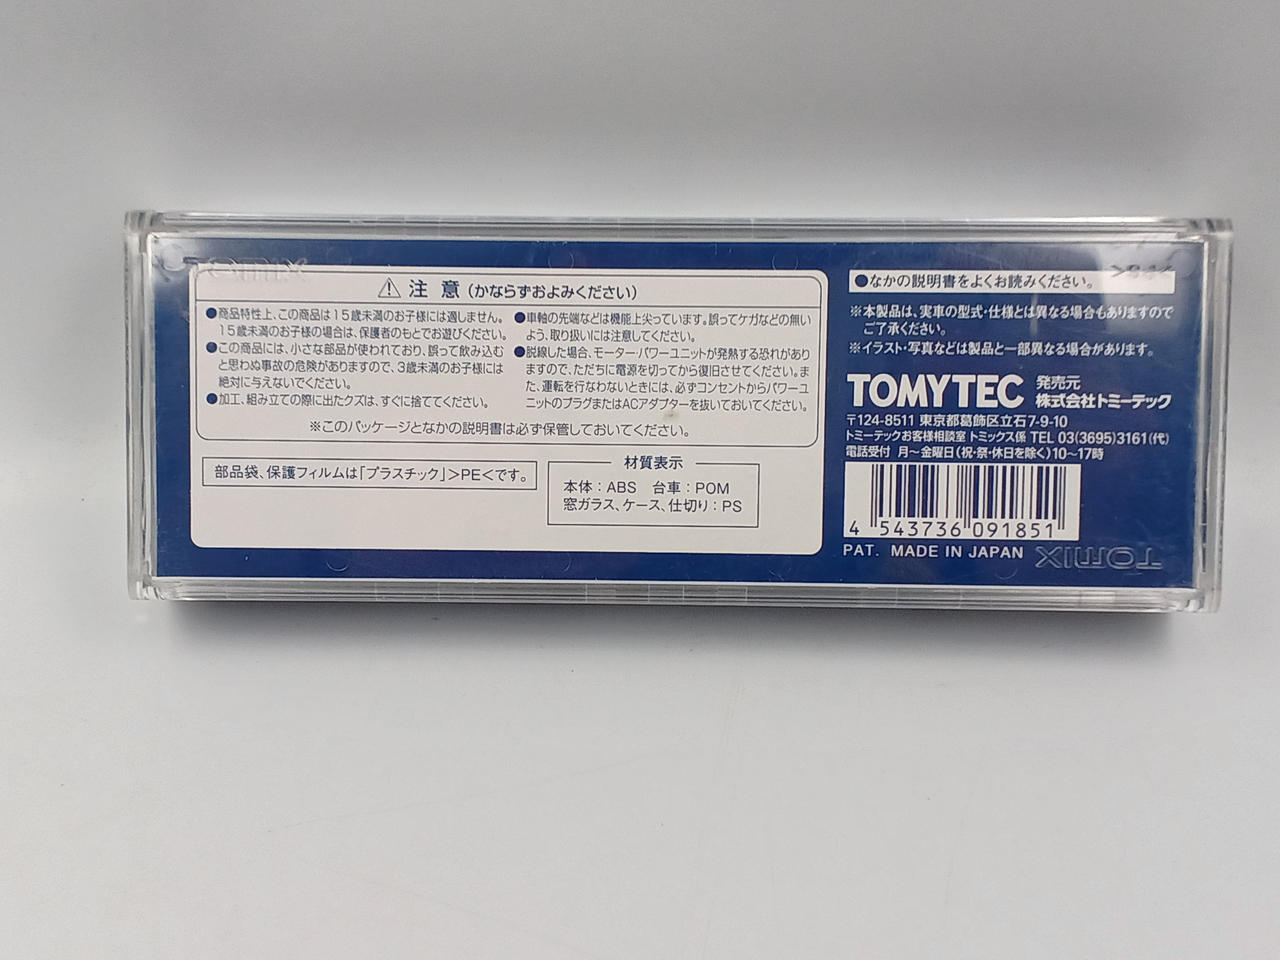 TOMIX
⚠ 注 意 (かならずおよみください)
●商品特性上、この商品は15歳未満のお子様には適しません。
15歳未満のお子様の場合は、保護者のもとでお遊びください。
●この商品には、小さな部品が使われており、誤って飲み込む
と思わぬ事故の危険がありますので、3歳未満のお子様には
絶対に与えないでください。
●加工、組み立ての際に出たクズは、すぐに捨ててください。
●車軸の先端などは機能上尖っています。誤ってケガなどの無い
よう、取り扱いには注意してください。
●脱線した場合、モーター・パワーユニットが発熱する恐れがあり
ますので、ただちに電源を切ってから復旧させてください。ま
た、運転を行なわないときには、必ずコンセントからパワーユ
ニットのプラグまたはACアダプターを抜いておいてください。
※このパッケージとなかの説明書は必ず保管しておいてください。
部品袋、保護フィルムは「プラスチック」>PE<です。
材質表示
本体:ABS 台車:POM
窓ガラス、ケース、仕切り:PS
●なかの説明書をよくお読みください。
※本製品は、実車の型式・仕様とは異なる場合もありますので
ご了承ください。
※イラスト・写真などは製品と一部異なる場合があります。
TOMYTEC 発売元
株式会社トミーテック
〒124-8511 東京都葛飾区立石7-9-10
トミーテックお客様相談室 トミックス係 TEL 03(3695)3161(代)
電話受付 月〜金曜日(祝・祭・休日を除く)10〜17時
4 543736 091851
PAT. MADE IN JAPAN
TOMIX